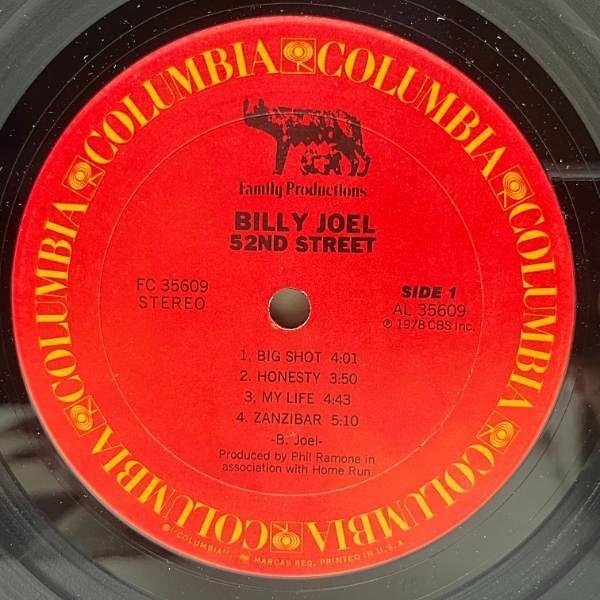 COLUMBIA COLUMBIA COLUMBIA COLUMBIA COLUMBIA COLUMBIA
Family Productions
BILLY JOEL
52ND STREET
FC 35609
STEREO
SIDE 1
AL 35609
℗ 1978 CBS Inc.
1. BIG SHOT 4:01
2. HONESTY 3:50
3. MY LIFE 4:43
4. ZANZIBAR 5:10
-B. Joel-
Produced by Phil Ramone in
association with Home Run
® "COLUMBIA", MARCAS REG. PRINTED IN U.S.A.